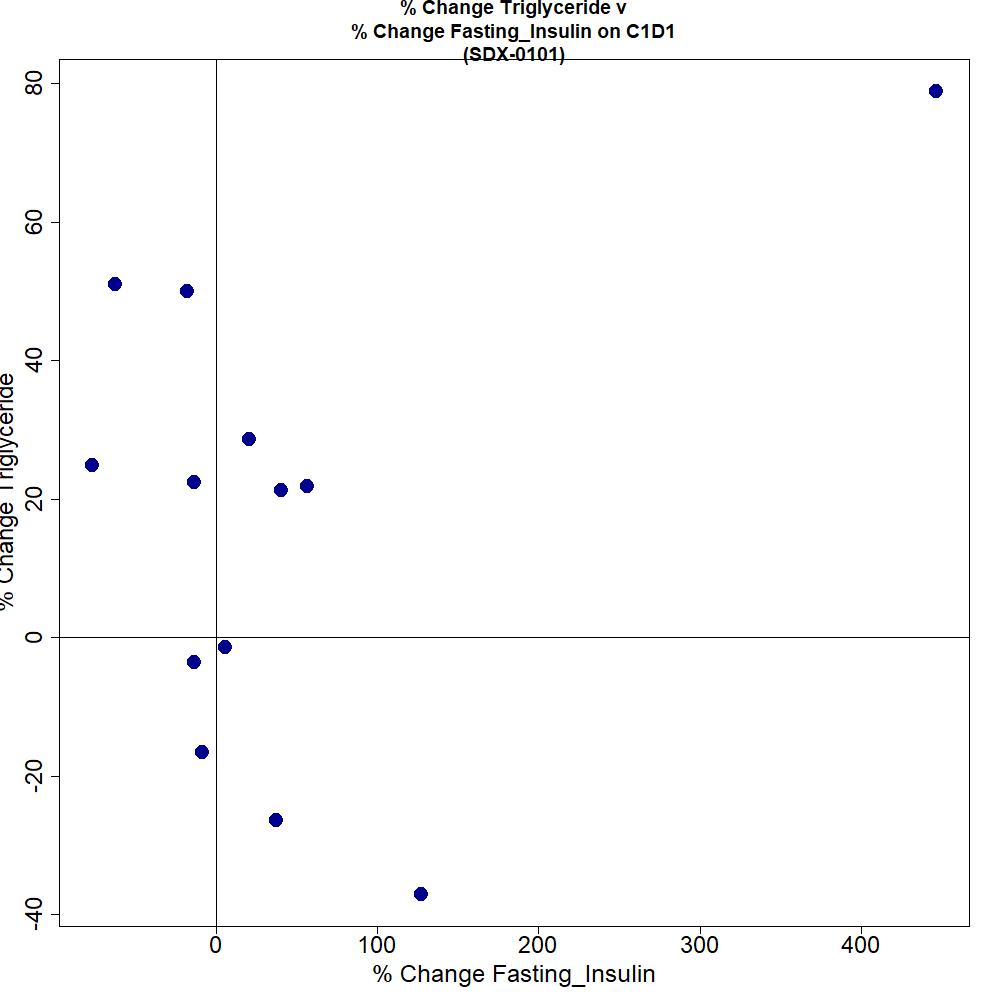 % Change Triglyceride v
% Change Fasting_Insulin on C1D1
(SDX-0101)
80
60
40
20
0
-20
-40
% Change Triglyceride
0 100 200 300 400
% Change Fasting_Insulin